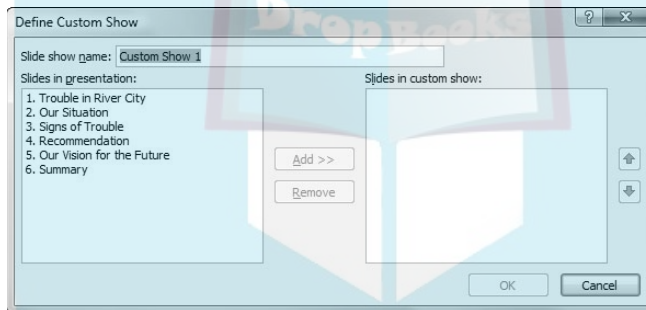 Define Custom Show
Slide show name: Custom Show 1
Slides in presentation:
Slides in custom show:
1. Trouble in River City
2. Our Situation
3. Signs of Trouble
4. Recommendation
5. Our Vision for the Future
6. Summary
Add >>
Remove
OK
Cancel
DropBooks